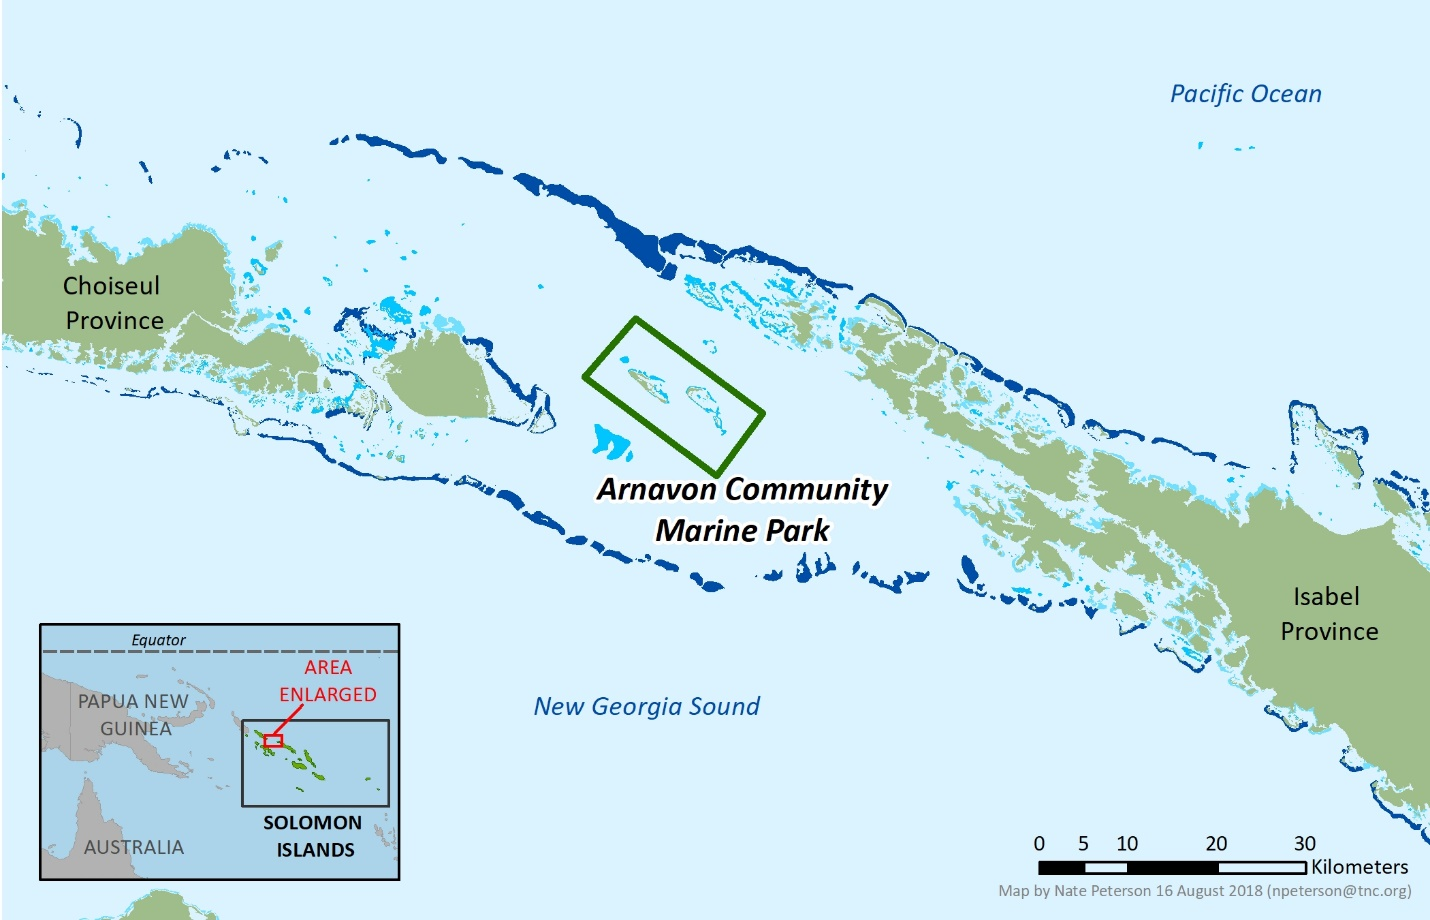 Pacific Ocean
Choiseul
Province
Arnavon Community
Marine Park
Isabel
Province
New Georgia Sound
Equator
AREA
ENLARGED
PAPUA NEW
GUINEA
SOLOMON
ISLANDS
AUSTRALIA
0 5 10 20 30
Kilometers
Map by Nate Peterson 16 August 2018 (npeterson@tnc.org)